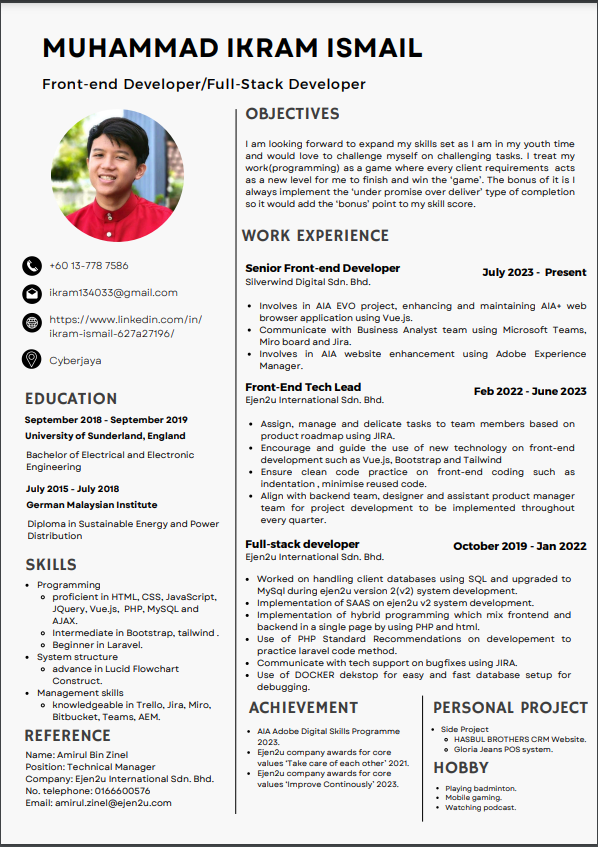 MUHAMMAD IKRAM ISMAIL
Front-end Developer/Full-Stack Developer
+60 13-778 7586
ikram134033@gmail.com
https://www.linkedin.com/in/
ikram-ismail-627a27196/
Cyberjaya
EDUCATION
September 2018 - September 2019
University of Sunderland, England
Bachelor of Electrical and Electronic
Engineering
July 2015 - July 2018
German Malaysian Institute
Diploma in Sustainable Energy and Power
Distribution
SKILLS
• Programming
○ proficient in HTML, CSS, JavaScript,
JQuery, Vue.js, PHP, MySQL and
AJAX.
○ Intermediate in Bootstrap, tailwind .
○ Beginner in Laravel.
• System structure
○ advance in Lucid Flowchart
Construct.
• Management skills
○ knowledgeable in Trello, Jira, Miro,
Bitbucket, Teams, AEM.
REFERENCE
Name: Amirul Bin Zinel
Position: Technical Manager
Company: Ejen2u International Sdn. Bhd.
No. telephone: 0166600576
Email: amirul.zinel@ejen2u.com
OBJECTIVES
I am looking forward to expand my skills set as I am in my youth time
and would love to challenge myself on challenging tasks. I treat my
work(programming) as a game where every client requirements acts
as a new level for me to finish and win the ‘game’. The bonus of it is I
always implement the ‘under promise over deliver’ type of completion
so it would add the ‘bonus’ point to my skill score.
WORK EXPERIENCE
Senior Front-end Developer
July 2023 - Present
Silverwind Digital Sdn. Bhd.
• Involves in AIA EVO project, enhancing and maintaining AIA+ web
browser application using Vue.js.
• Communicate with Business Analyst team using Microsoft Teams,
Miro board and Jira.
• Involves in AIA website enhancement using Adobe Experience
Manager.
Front-End Tech Lead
Feb 2022 - June 2023
Ejen2u International Sdn. Bhd.
• Assign, manage and delicate tasks to team members based on
product roadmap using JIRA.
• Encourage and guide the use of new technology on front-end
development such as Vue.js, Bootstrap and Tailwind
• Ensure clean code practice on front-end coding such as
indentation , minimise reused code.
• Align with backend team, designer and assistant product manager
team for project development to be implemented throughout
every quarter.
Full-stack developer
October 2019 - Jan 2022
Ejen2u International Sdn. Bhd.
• Worked on handling client databases using SQL and upgraded to
MySql during ejen2u version 2(v2) system development.
• Implementation of SAAS on ejen2u v2 system development.
• Implementation of hybrid programming which mix frontend and
backend in a single page by using PHP and html.
• Use of PHP Standard Recommendations on developement to
practice laravel code method.
• Communicate with tech support on bugfixes using JIRA.
• Use of DOCKER dekstop for easy and fast database setup for
debugging.
ACHIEVEMENT
• AIA Adobe Digital Skills Programme
2023.
• Ejen2u company awards for core
values ‘Take care of each other’ 2021.
• Ejen2u company awards for core
values ‘Improve Continously’ 2023.
PERSONAL PROJECT
• Side Project
○ HASBUL BROTHERS CRM Website.
○ Gloria Jeans POS system.
HOBBY
• Playing badminton.
• Mobile gaming.
• Watching podcast.